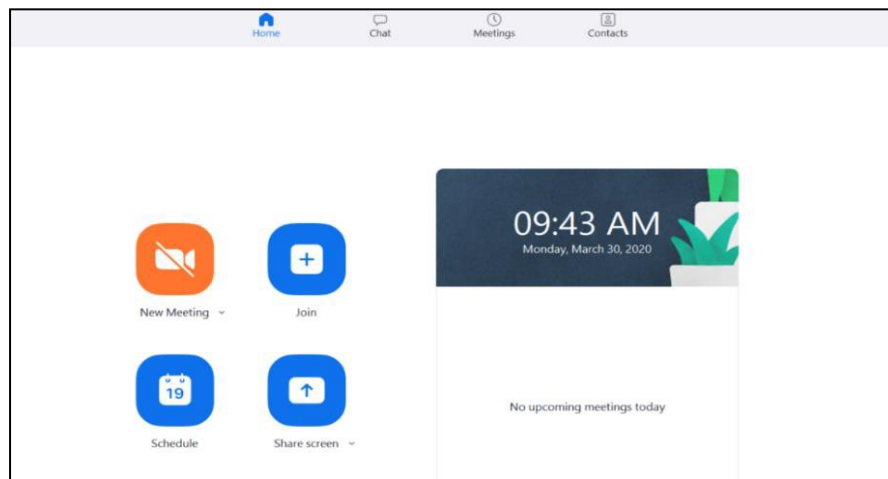 Home
Chat
Meetings
Contacts
09:43 AM
Monday, March 30, 2020
New Meeting
Join
19
Schedule
Share screen
No upcoming meetings today